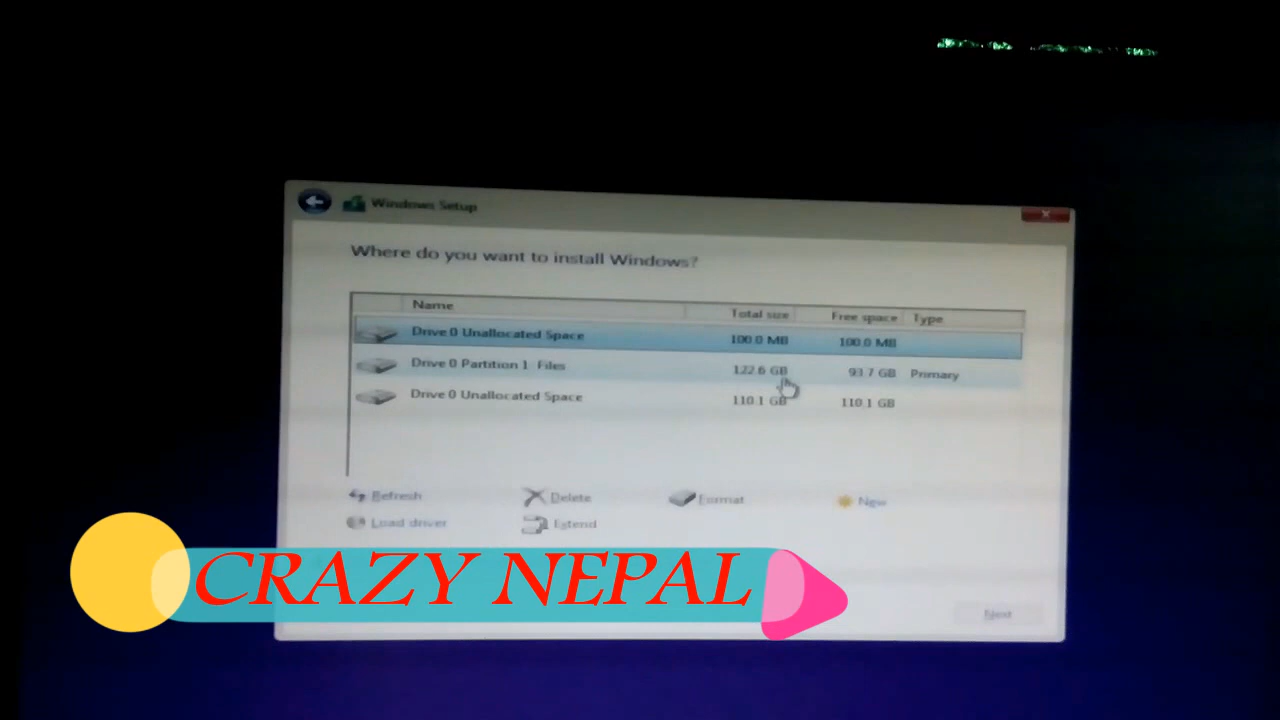 Windows Setup
Where do you want to install Windows?
Name Total size Free space Type
Drive 0 Unallocated Space 100.0 MB 100.0 MB
Drive 0 Partition 1 Files 122.6 GB 93.7 GB Primary
Drive 0 Unallocated Space 110.1 GB 110.1 GB
Refresh Delete Format New
Load driver Extend
CRAZY NEPAL
Next